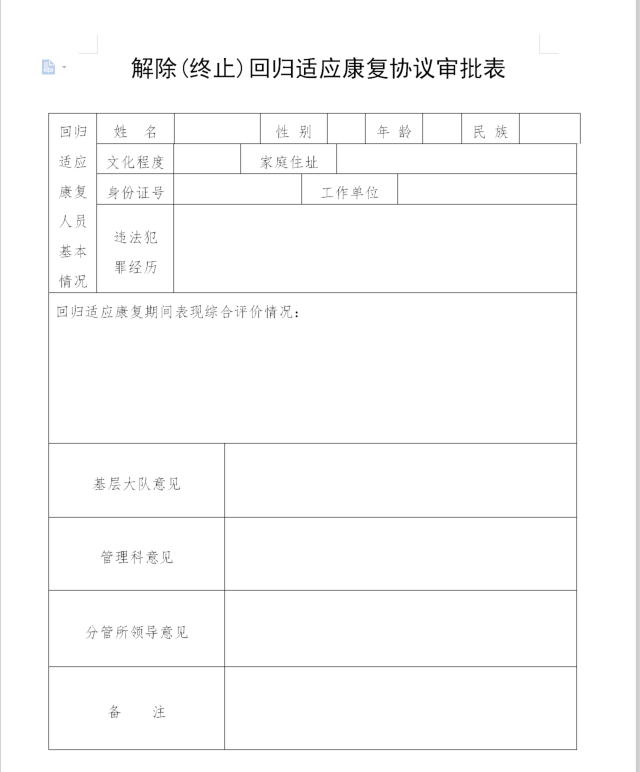 解除(终止)回归适应康复协议审批表
回归适应康复人员基本情况
姓 名 性 别 年 龄 民 族
文化程度 家庭住址
身份证号 工作单位
违法犯
罪经历
回归适应康复期间表现综合评价情况：
基层大队意见
管理科意见
分管所领导意见
备 注